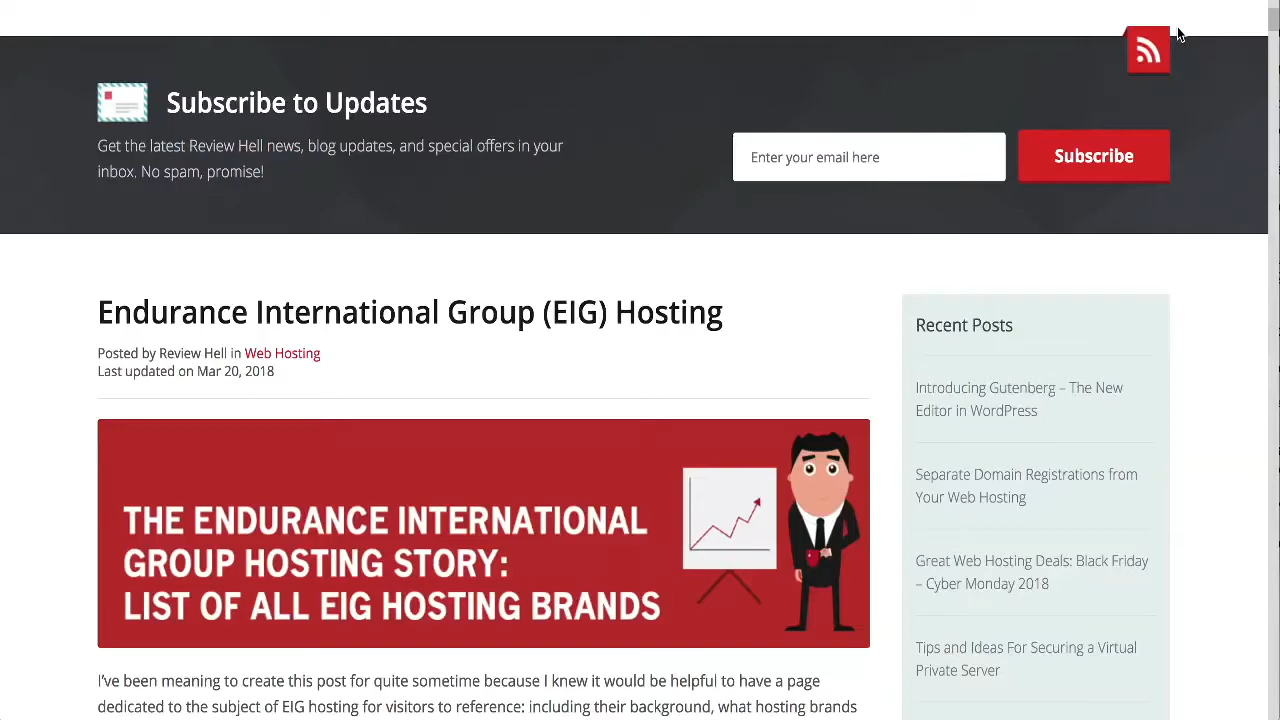 Subscribe to Updates
Get the latest Review Hell news, blog updates, and special offers in your
inbox. No spam, promise!
Enter your email here
Subscribe
Endurance International Group (EIG) Hosting
Posted by Review Hell in Web Hosting
Last updated on Mar 20, 2018
THE ENDURANCE INTERNATIONAL
GROUP HOSTING STORY:
LIST OF ALL EIG HOSTING BRANDS
I've been meaning to create this post for quite sometime because I knew it would be helpful to have a page
dedicated to the subject of EIG hosting for visitors to reference: including their background, what hosting brands
Recent Posts
Introducing Gutenberg – The New
Editor in WordPress
Separate Domain Registrations from
Your Web Hosting
Great Web Hosting Deals: Black Friday
– Cyber Monday 2018
Tips and Ideas For Securing a Virtual
Private Server